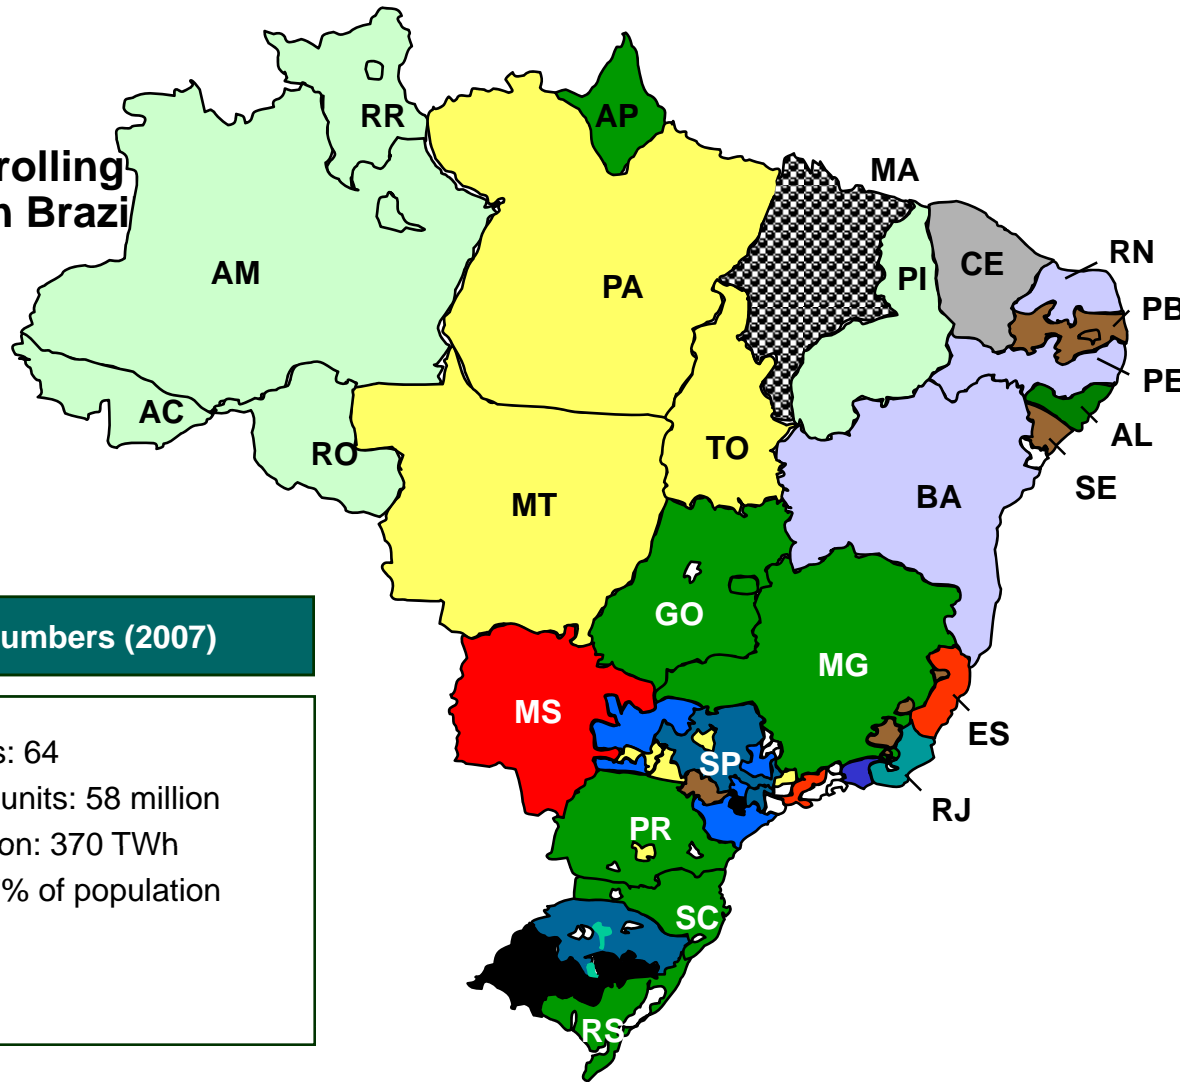 RR
AP
rolling
MA
n Brazi
RN
CE
AM
PI
PA
PB
PE
AC
AL
TO
RO
SE
BA
MT
GO
umbers (2007)
MG
MS
ES
s: 64
SP
units: 58 million
RJ
PR
on: 370 TWh
% of population
SC
RS